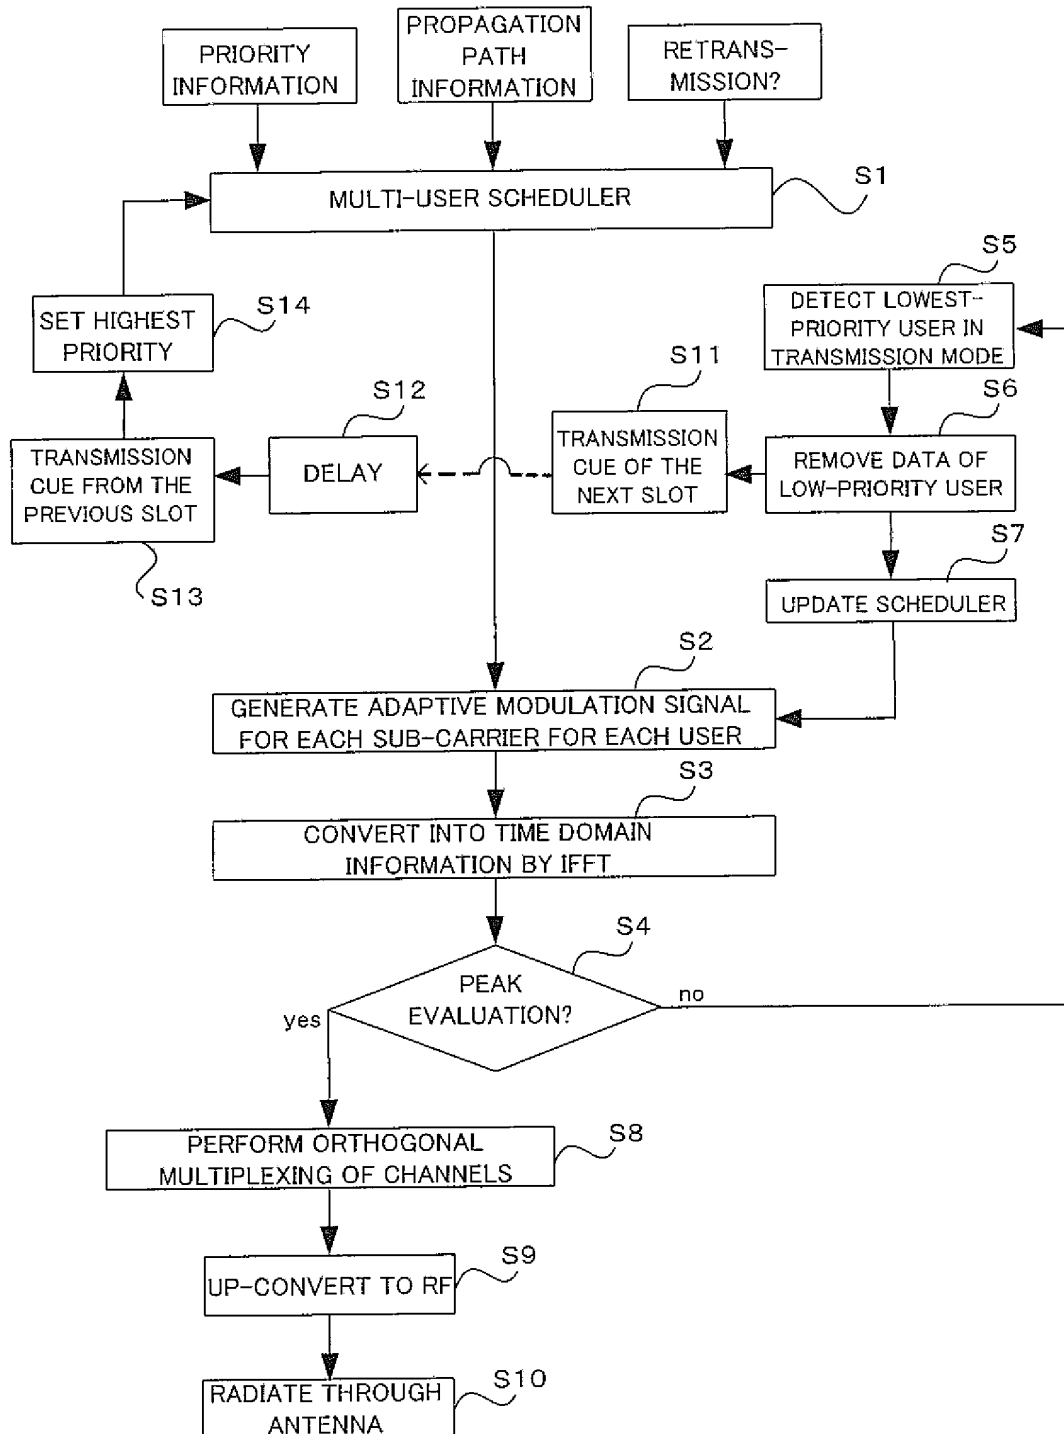 PRIORITY
INFORMATION
PROPAGATION
PATH
INFORMATION
RETRANS-
MISSION?
MULTI-USER SCHEDULER
S1
S5
DETECT LOWEST-
PRIORITY USER IN
TRANSMISSION MODE
S14
SET HIGHEST
PRIORITY
S11
S12
S6
TRANSMISSION
CUE FROM THE
PREVIOUS SLOT
DELAY
TRANSMISSION
CUE OF THE
NEXT SLOT
REMOVE DATA OF
LOW-PRIORITY USER
S13
S7
UPDATE SCHEDULER
S2
GENERATE ADAPTIVE MODULATION SIGNAL
FOR EACH SUB-CARRIER FOR EACH USER
S3
CONVERT INTO TIME DOMAIN
INFORMATION BY IFFT
S4
PEAK
EVALUATION?
no
yes
PERFORM ORTHOGONAL
MULTIPLEXING OF CHANNELS
S8
UP-CONVERT TO RF
S9
RADIATE THROUGH
ANTENNA
S10